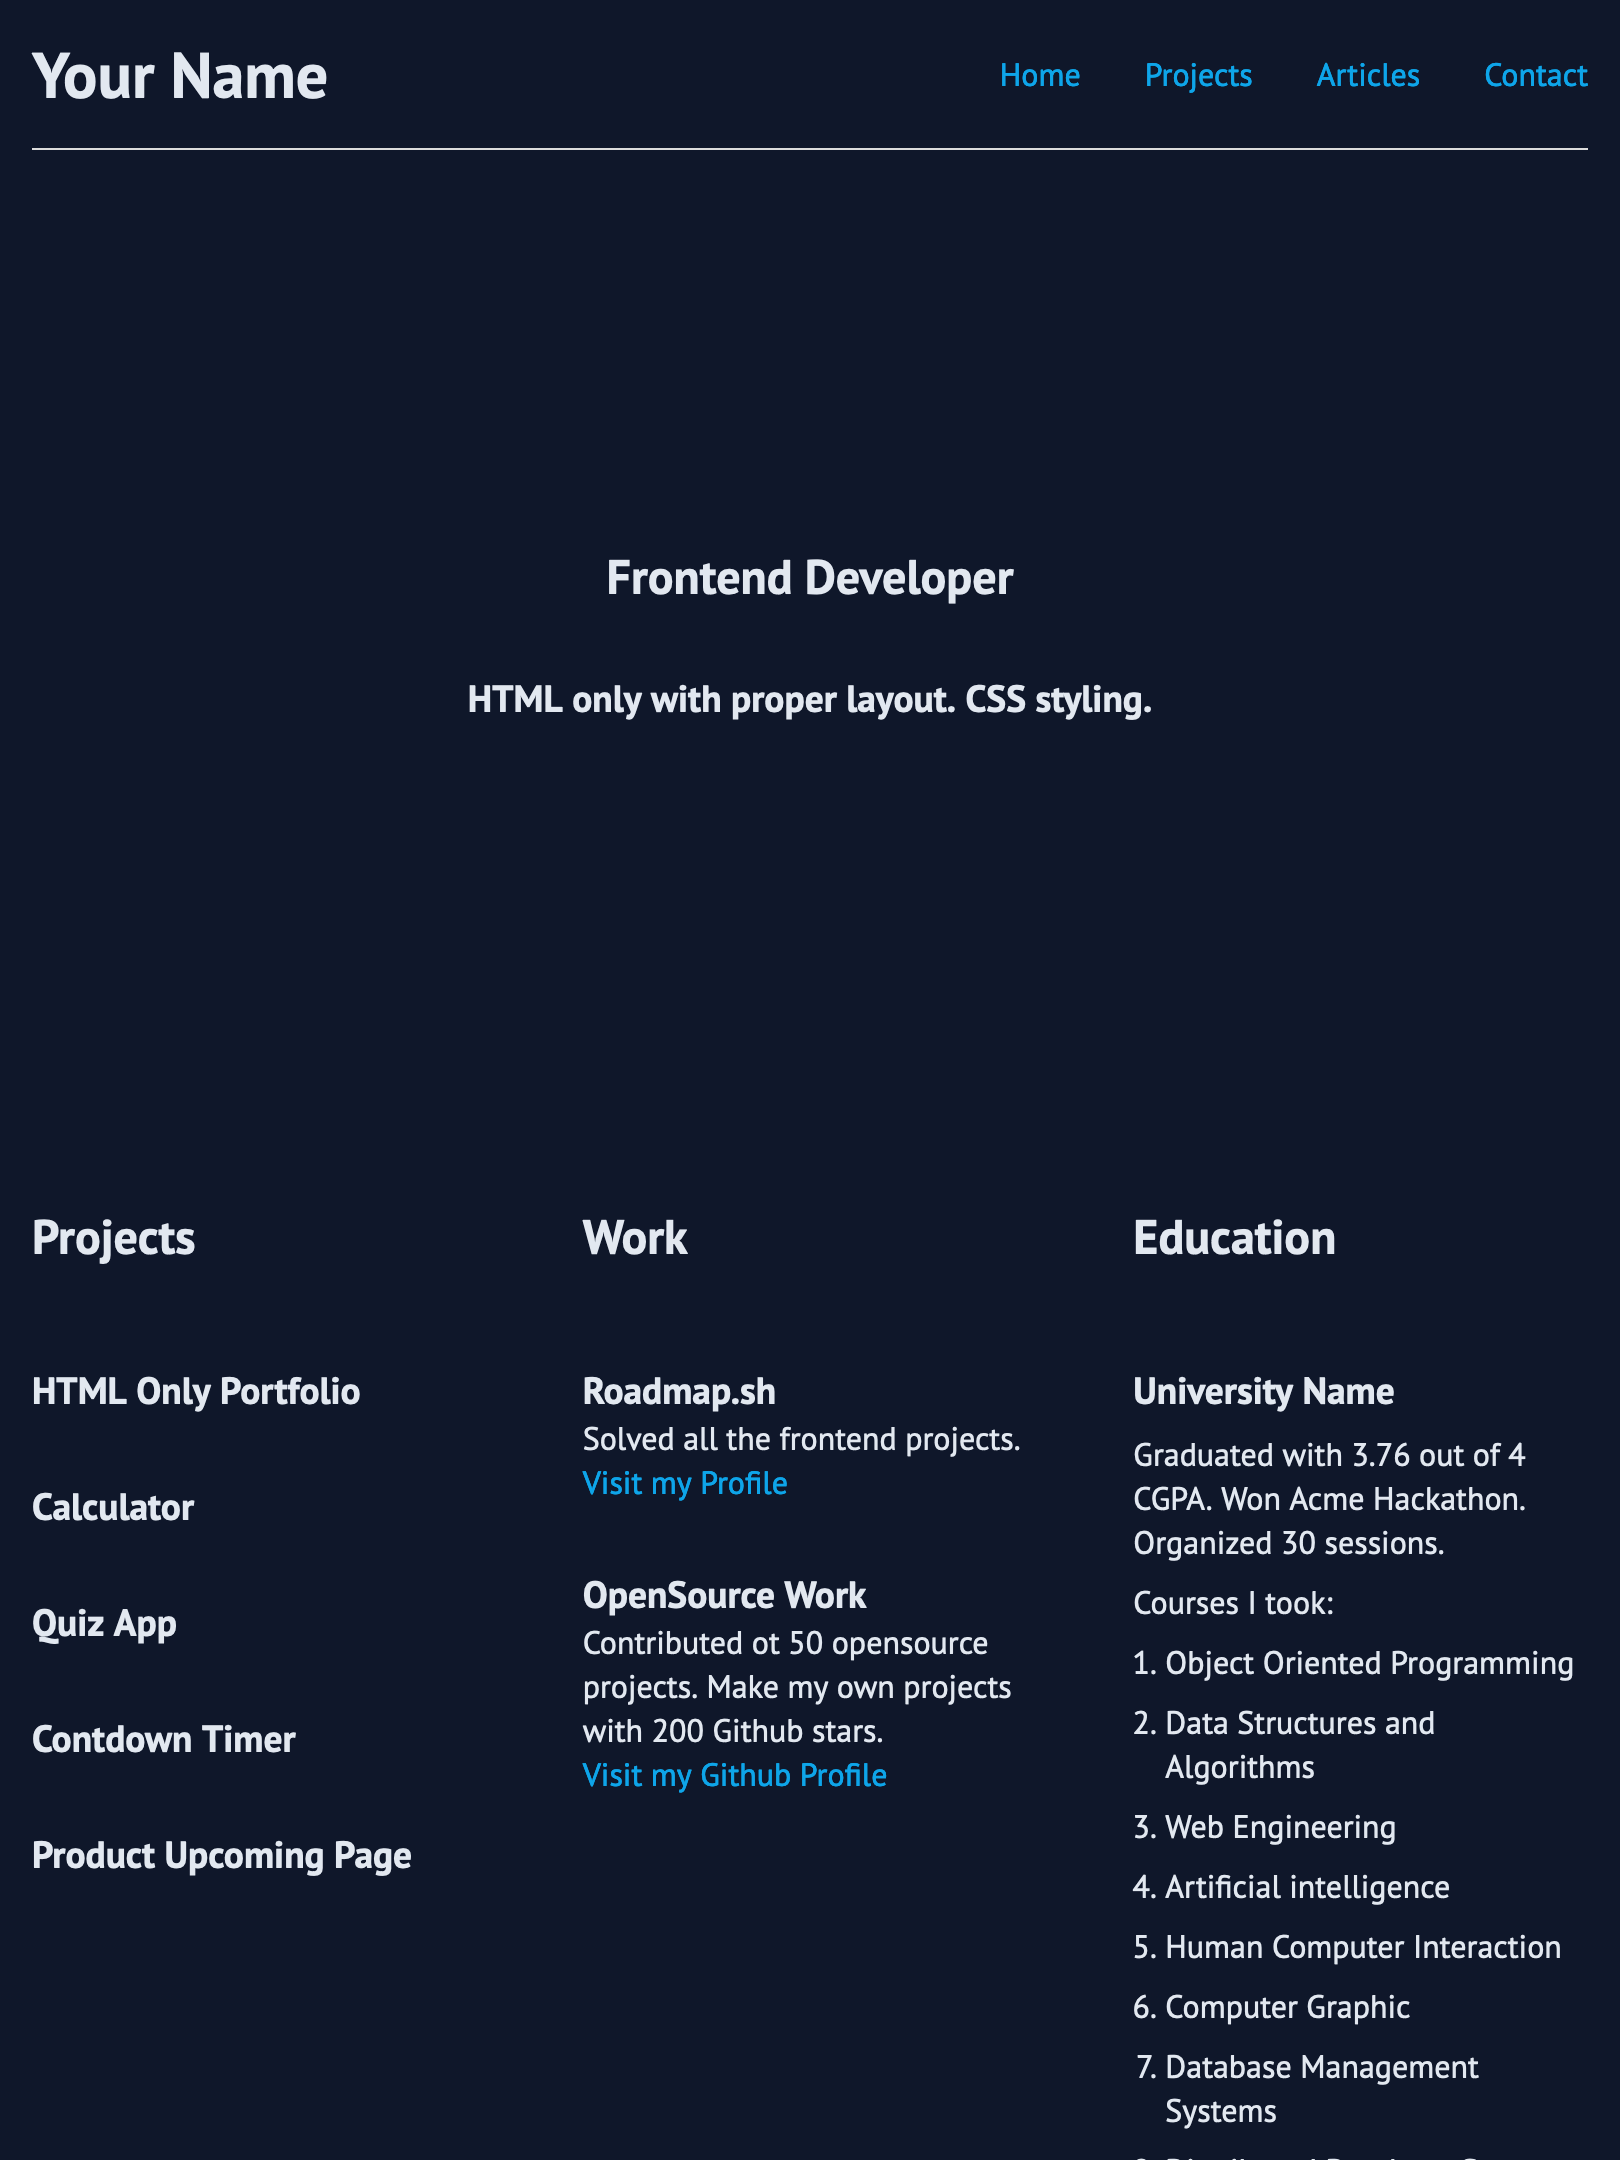 Your Name
Home Projects Articles Contact
Frontend Developer
HTML only with proper layout. CSS styling.
Projects
HTML Only Portfolio
Calculator
Quiz App
Contdown Timer
Product Upcoming Page
Work
Roadmap.sh
Solved all the frontend projects.
Visit my Profile
OpenSource Work
Contributed ot 50 opensource
projects. Make my own projects
with 200 Github stars.
Visit my Github Profile
Education
University Name
Graduated with 3.76 out of 4
CGPA. Won Acme Hackathon.
Organized 30 sessions.
Courses I took:
1. Object Oriented Programming
2. Data Structures and
Algorithms
3. Web Engineering
4. Artificial intelligence
5. Human Computer Interaction
6. Computer Graphic
7. Database Management
Systems